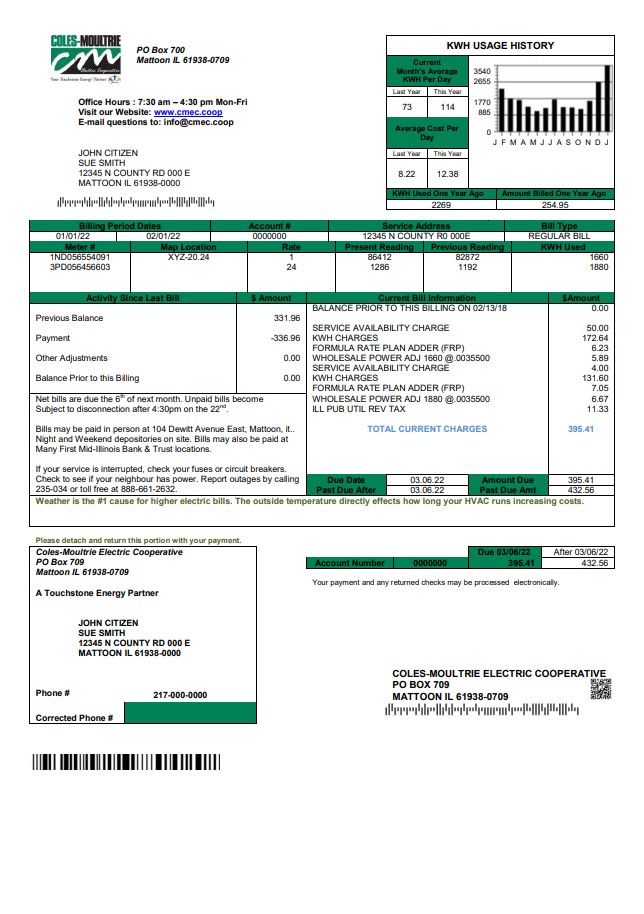 COLES-MOULTRIE
cm
Electric Cooperative
Your Touchstone Energy® Partner
PO Box 700
Mattoon IL 61938-0709
Office Hours : 7:30 am – 4:30 pm Mon-Fri
Visit our Website: www.cmec.coop
E-mail questions to: info@cmec.coop
JOHN CITIZEN
SUE SMITH
12345 N COUNTY RD 000 E
MATTOON IL 61938-0000
KWH USAGE HISTORY
Current Month's Average KWH Per Day
Last Year This Year
73 114
Average Cost Per Day
Last Year This Year
8.22 12.38
3540
2655
1770
885
0
J F M A M J J A S O N D J
KWH Used One Year Ago Amount Billed One Year Ago
2269 254.95
Billing Period Dates Account # Service Address Bill Type
01/01/22 02/01/22 0000000 12345 N COUNTY R0 000E REGULAR BILL
Meter # Map Location Rate Present Reading Previous Reading KWH Used
1ND056554091 XYZ-20.24 1 86412 82872 1660
3PD056456603 24 1286 1192 1880
Activity Since Last Bill $ Amount
Previous Balance 331.96
Payment -336.96
Other Adjustments 0.00
Balance Prior to this Billing 0.00
Net bills are due the 6th of next month. Unpaid bills become
Subject to disconnection after 4:30pm on the 22nd.
Bills may be paid in person at 104 Dewitt Avenue East, Mattoon, it..
Night and Weekend depositories on site. Bills may also be paid at
Many First Mid-Illinois Bank & Trust locations.
If your service is interrupted, check your fuses or circuit breakers.
Check to see if your neighbour has power. Report outages by calling
235-034 or toll free at 888-661-2632.
Current Bill Information $Amount
BALANCE PRIOR TO THIS BILLING ON 02/13/18 0.00
SERVICE AVAILABILITY CHARGE 50.00
KWH CHARGES 172.64
FORMULA RATE PLAN ADDER (FRP) 6.23
WHOLESALE POWER ADJ 1660 @.0035500 5.89
SERVICE AVAILABILITY CHARGE 4.00
KWH CHARGES 131.60
FORMULA RATE PLAN ADDER (FRP) 7.05
WHOLESALE POWER ADJ 1880 @.0035500 6.67
ILL PUB UTIL REV TAX 11.33
TOTAL CURRENT CHARGES 395.41
Due Date 03.06.22 Amount Due 395.41
Past Due After 03.06.22 Past Due Amt 432.56
Weather is the #1 cause for higher electric bills. The outside temperature directly effects how long your HVAC runs increasing costs.
Please detach and return this portion with your payment.
Coles-Moultrie Electric Cooperative
PO Box 709
Mattoon IL 61938-0709
A Touchstone Energy Partner
JOHN CITIZEN
SUE SMITH
12345 N COUNTY RD 000 E
MATTOON IL 61938-0000
Phone # 217-000-0000
Corrected Phone #
Due 03/06/22 After 03/06/22
Account Number 0000000 395.41 432.56
Your payment and any returned checks may be processed electronically.
COLES-MOULTRIE ELECTRIC COOPERATIVE
PO BOX 709
MATTOON IL 61938-0709